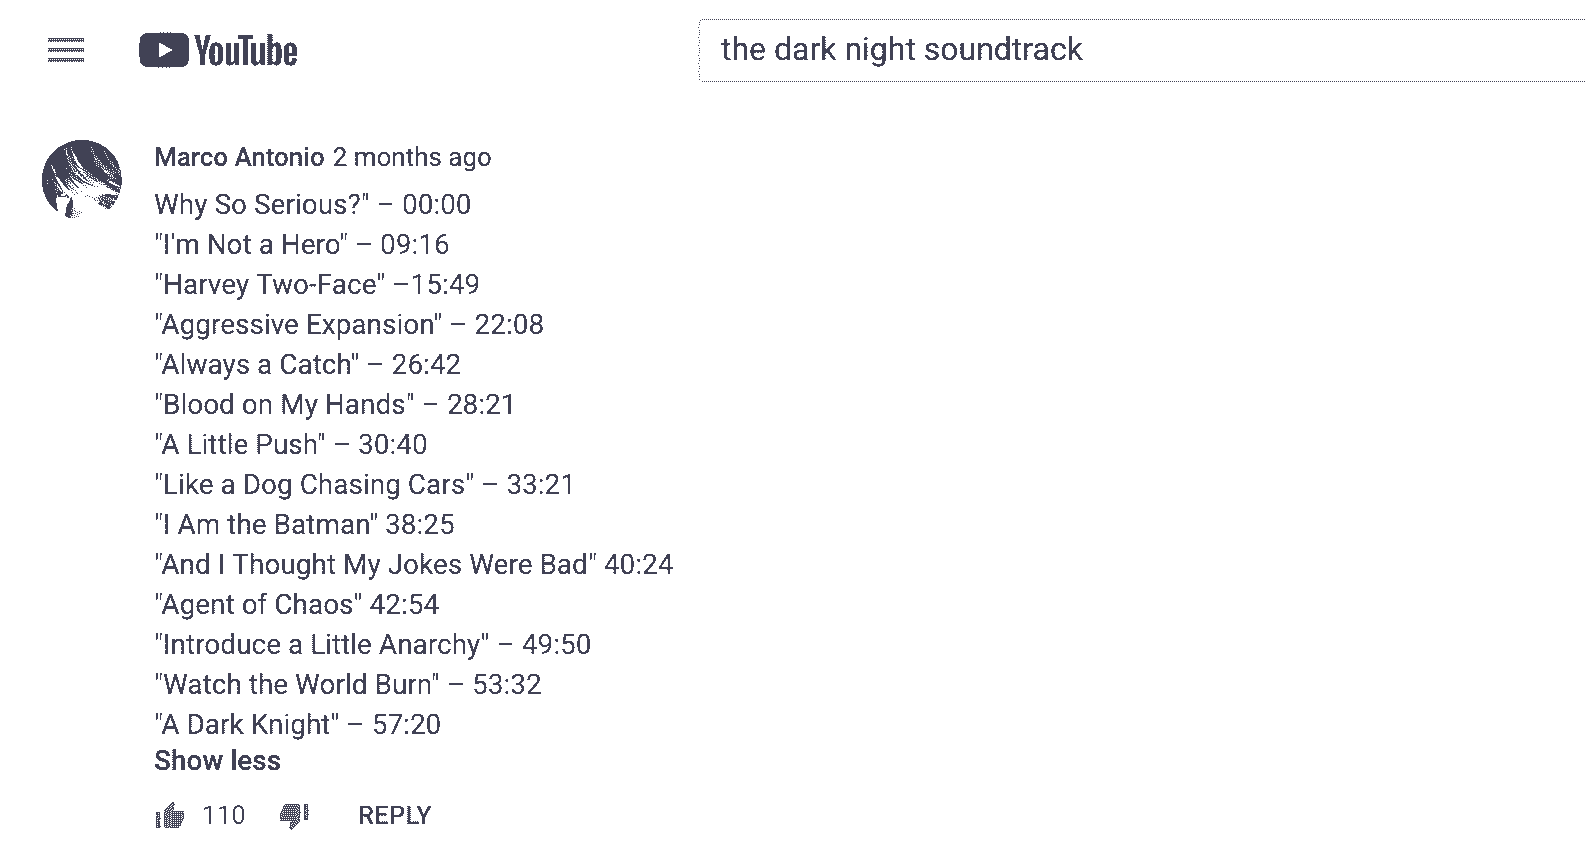 YouTube
the dark night soundtrack
Marco Antonio 2 months ago
Why So Serious?" – 00:00
"I'm Not a Hero" – 09:16
"Harvey Two-Face" –15:49
"Aggressive Expansion" – 22:08
"Always a Catch" – 26:42
"Blood on My Hands" – 28:21
"A Little Push" – 30:40
"Like a Dog Chasing Cars" – 33:21
"I Am the Batman" 38:25
"And I Thought My Jokes Were Bad" 40:24
"Agent of Chaos" 42:54
"Introduce a Little Anarchy" – 49:50
"Watch the World Burn" – 53:32
"A Dark Knight" – 57:20
Show less
110 REPLY